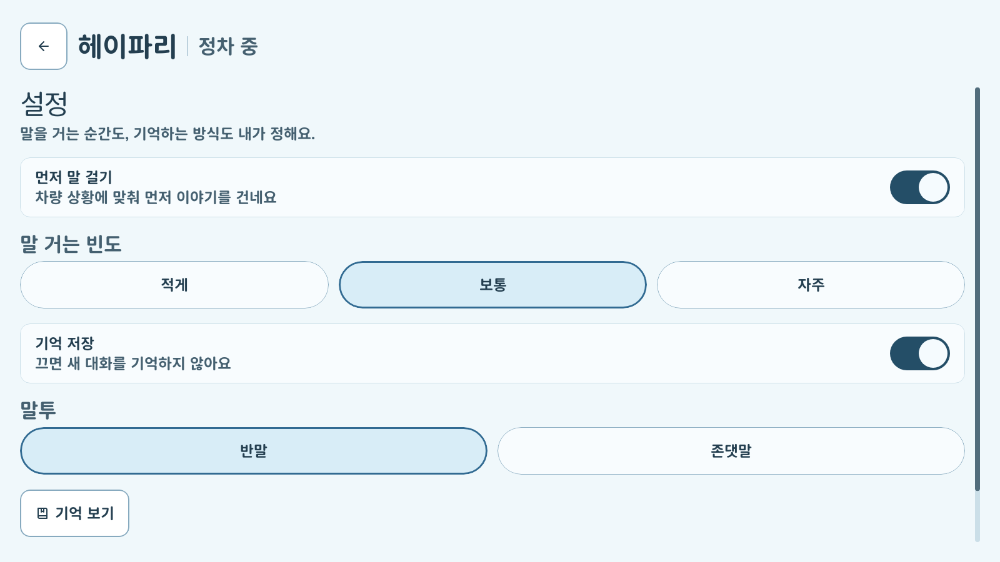 헤이파리 정차 중
설정
말을 거는 순간도, 기억하는 방식도 내가 정해요.
먼저 말 걸기
차량 상황에 맞춰 먼저 이야기를 건네요
말 거는 빈도
적게 보통 자주
기억 저장
끄면 새 대화를 기억하지 않아요
말투
반말 존댓말
기억 보기